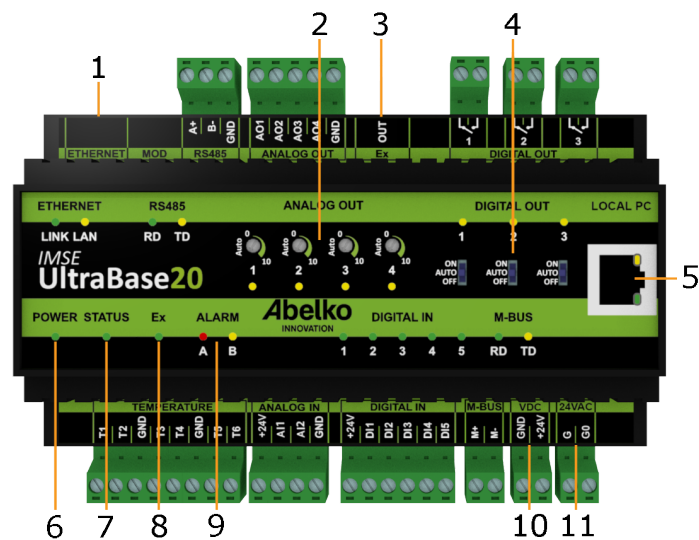 1 2 3 4
A+ B- GND AO1 AO2 AO3 AO4 GND OUT 1 2 3
ETHERNET MOD RS485 ANALOG OUT Ex DIGITAL OUT
ETHERNET RS485 ANALOG OUT DIGITAL OUT LOCAL PC
LINK LAN RD TD 1 2 3
Auto 0 10 Auto 0 10 Auto 0 10 Auto 0 10
1 2 3 4
ON AUTO OFF ON AUTO OFF ON AUTO OFF
5
IMSE
UltraBase20
Abelko
INNOVATION
POWER STATUS Ex ALARM DIGITAL IN M-BUS
A B 1 2 3 4 5 RD TD
TEMPERATURE ANALOG IN DIGITAL IN M-BUS VDC 24VAC
T1 T2 GND T3 T4 GND T5 T6 +24V AI1 AI2 GND +24V DI1 DI2 DI3 DI4 DI5 M+ M- GND +24V G G0
6 7 8 9 10 11